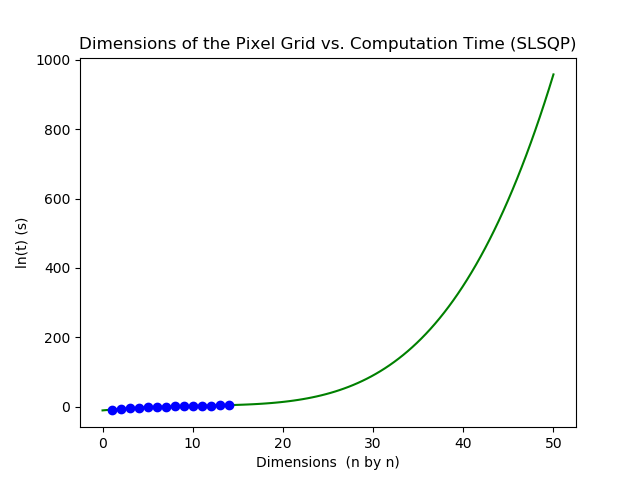 Dimensions of the Pixel Grid vs. Computation Time (SLSQP)
1000
800
600
400
200
0
ln(t) (s)
0 10 20 30 40 50
Dimensions  (n by n)